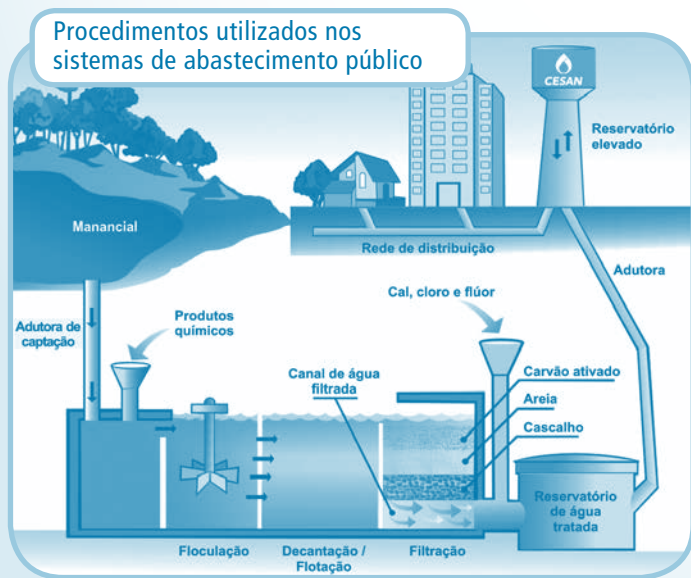 Procedimentos utilizados nos
sistemas de abastecimento público
CESAN
Reservatório
elevado
Manancial
Rede de distribuição
Adutora
Cal, cloro e flúor
Produtos
químicos
Adutora de
captação
Canal de água
filtrada
Carvão ativado
Areia
Cascalho
Reservatório
de água
tratada
Floculação
Decantação /
Flotação
Filtração